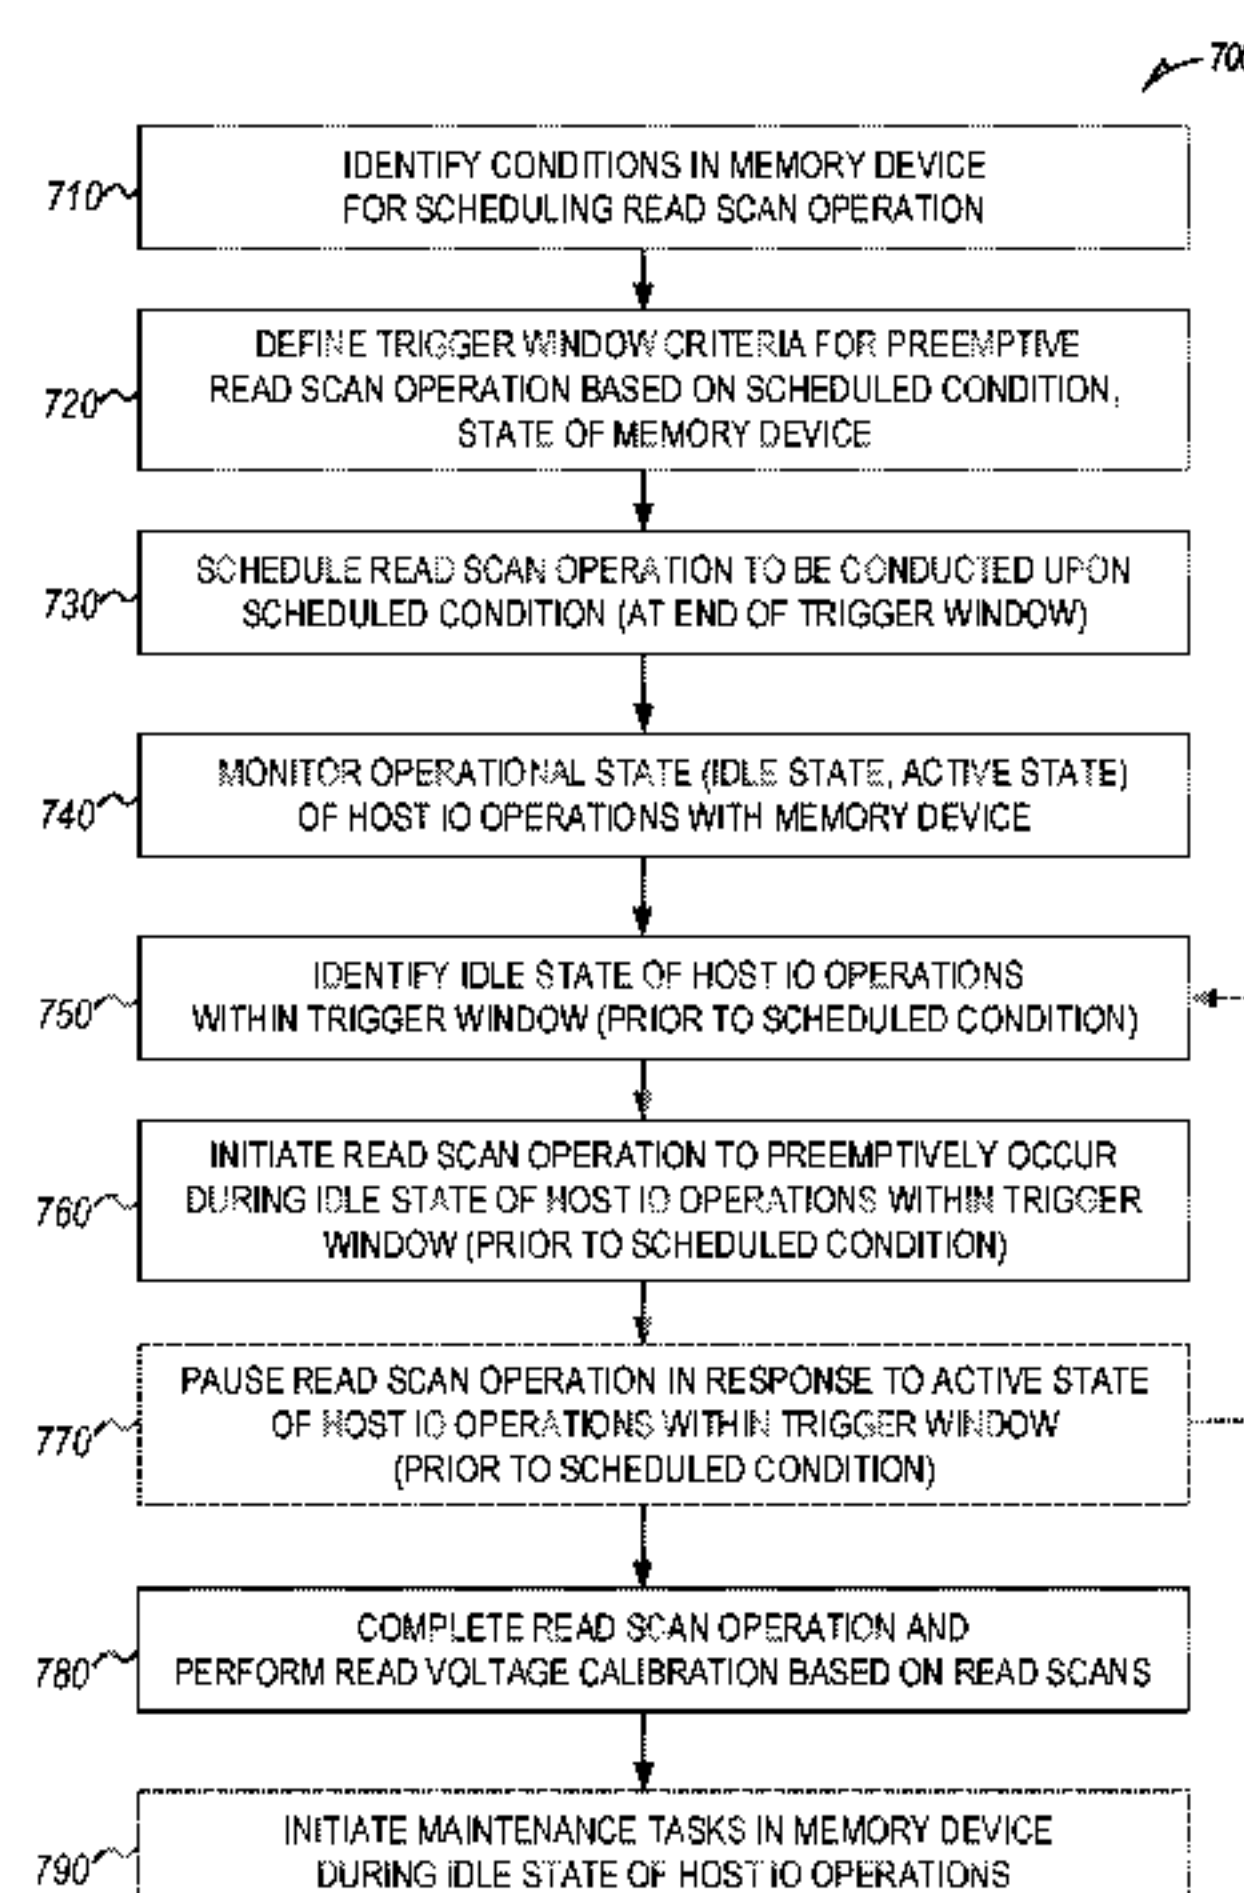 700
710
IDENTIFY CONDITIONS IN MEMORY DEVICE
FOR SCHEDULING READ SCAN OPERATION
720
DEFINE TRIGGER WINDOW CRITERIA FOR PREEMPTIVE
READ SCAN OPERATION BASED ON SCHEDULED CONDITION,
STATE OF MEMORY DEVICE
730
SCHEDULE READ SCAN OPERATION TO BE CONDUCTED UPON
SCHEDULED CONDITION (AT END OF TRIGGER WINDOW)
740
MONITOR OPERATIONAL STATE (IDLE STATE, ACTIVE STATE)
OF HOST IO OPERATIONS WITH MEMORY DEVICE
750
IDENTIFY IDLE STATE OF HOST IO OPERATIONS
WITHIN TRIGGER WINDOW (PRIOR TO SCHEDULED CONDITION)
760
INITIATE READ SCAN OPERATION TO PREEMPTIVELY OCCUR
DURING IDLE STATE OF HOST IO OPERATIONS WITHIN TRIGGER
WINDOW (PRIOR TO SCHEDULED CONDITION)
770
PAUSE READ SCAN OPERATION IN RESPONSE TO ACTIVE STATE
OF HOST IO OPERATIONS WITHIN TRIGGER WINDOW
(PRIOR TO SCHEDULED CONDITION)
780
COMPLETE READ SCAN OPERATION AND
PERFORM READ VOLTAGE CALIBRATION BASED ON READ SCANS
790
INITIATE MAINTENANCE TASKS IN MEMORY DEVICE
DURING IDLE STATE OF HOST IO OPERATIONS